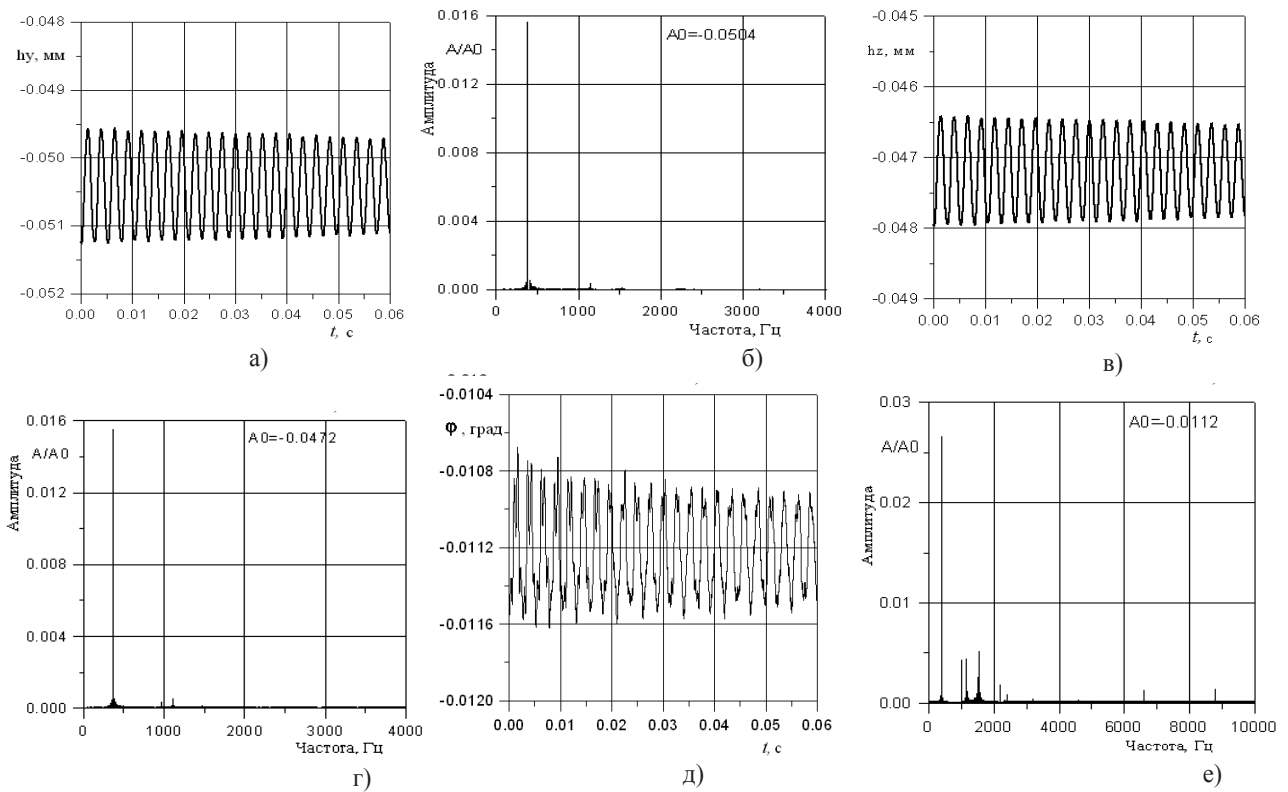 -0.048
hy, мм
-0.049
-0.050
-0.051
-0.052
0.00 0.01 0.02 0.03 0.04 0.05 0.06
t, с
а)
0.016
A/A0
0.012
0.008
0.004
0.000
Амплитуда
A0=-0.0504
0 1000 2000 3000 4000
Частота, Гц
б)
-0.045
hz, мм
-0.046
-0.047
-0.048
-0.049
0.00 0.01 0.02 0.03 0.04 0.05 0.06
t, с
в)
0.016
A/A0
0.012
0.008
0.004
0.000
Амплитуда
A0=-0.0472
0 1000 2000 3000 4000
Частота, Гц
г)
-0.0104
φ, град
-0.0108
-0.0112
-0.0116
-0.0120
0.00 0.01 0.02 0.03 0.04 0.05 0.06
t, с
д)
0.03
A/A0
0.02
0.01
0.00
Амплитуда
A0=-0.0112
0 2000 4000 6000 8000 10000
Частота, Гц
е)